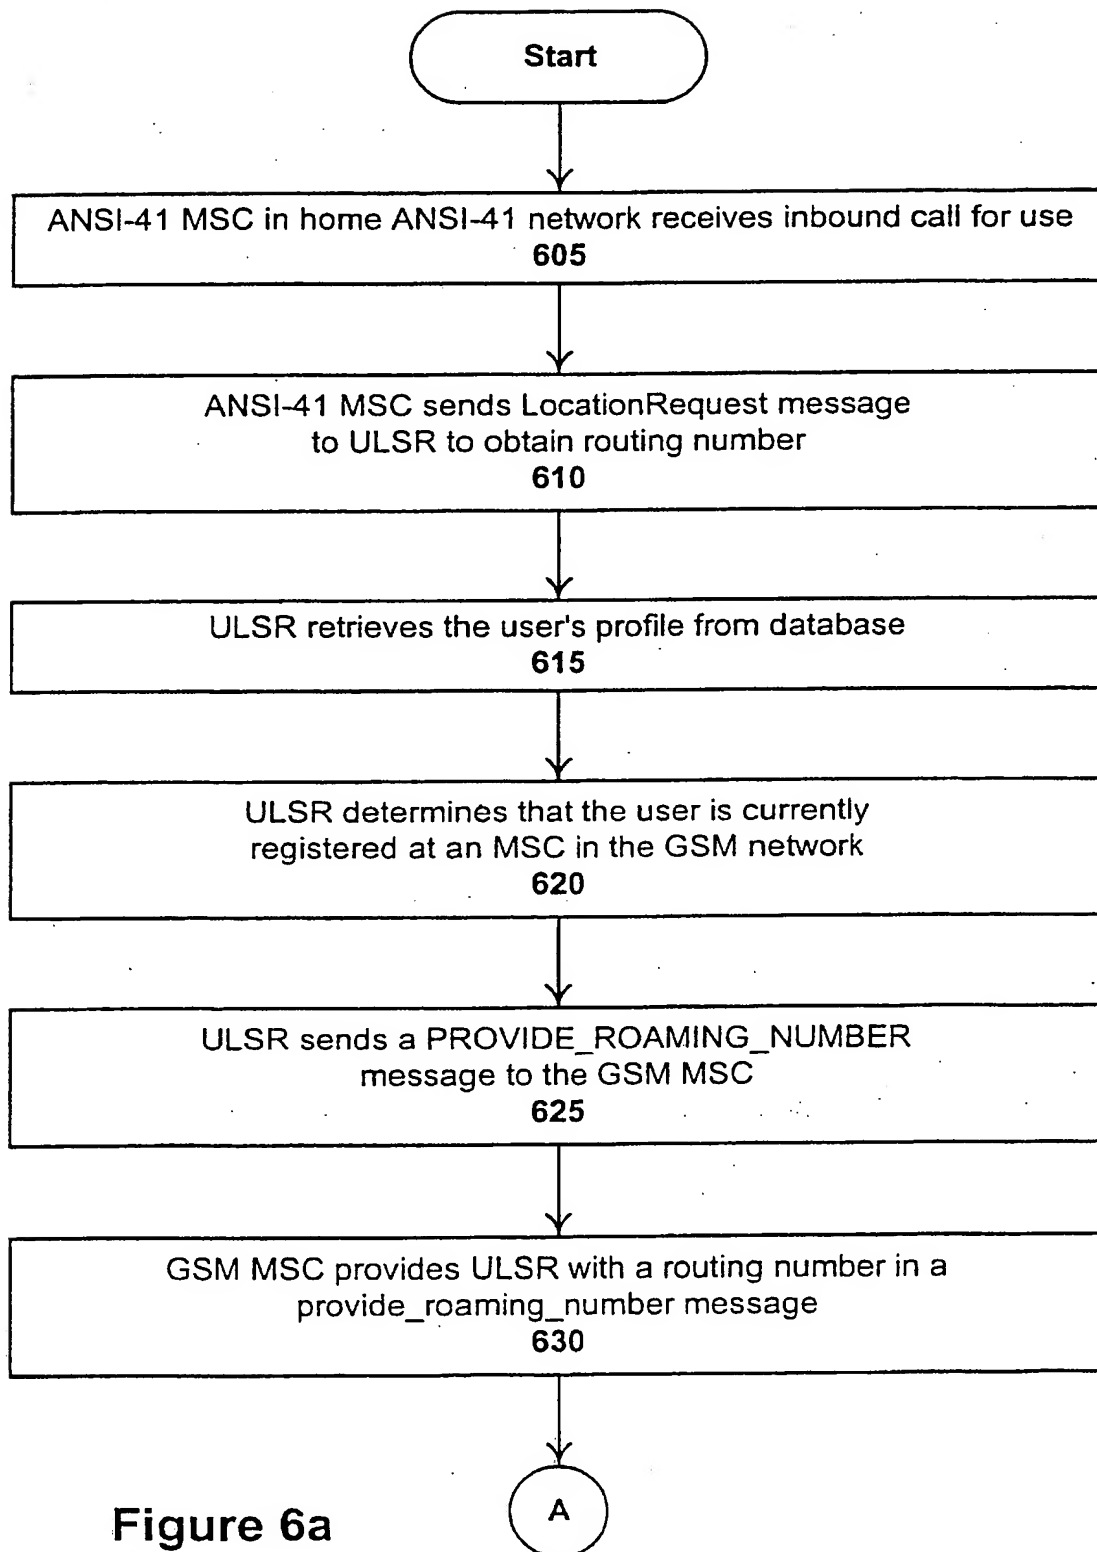 Start
ANSI-41 MSC in home ANSI-41 network receives inbound call for use
605
ANSI-41 MSC sends LocationRequest message
to ULSR to obtain routing number
610
ULSR retrieves the user's profile from database
615
ULSR determines that the user is currently
registered at an MSC in the GSM network
620
ULSR sends a PROVIDE_ROAMING_NUMBER
message to the GSM MSC
625
GSM MSC provides ULSR with a routing number in a
provide_roaming_number message
630
A
Figure 6a